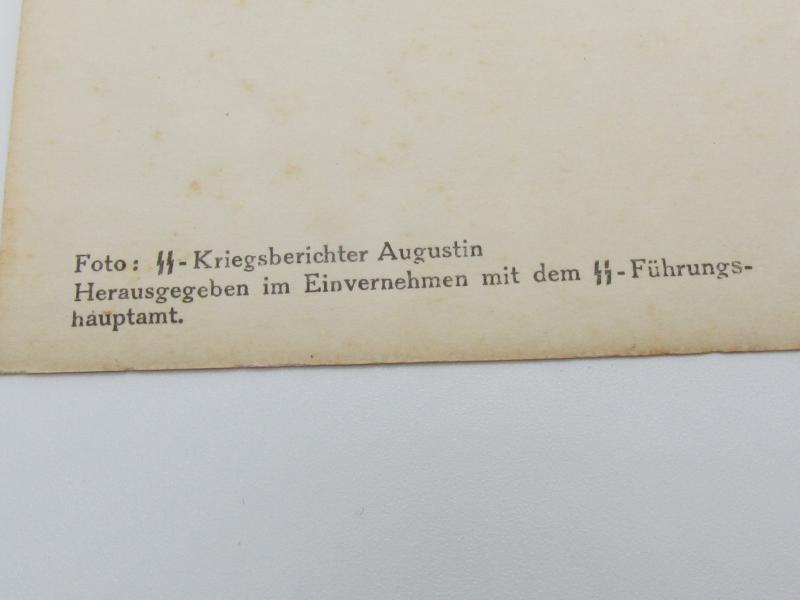 Foto: ᛋᛋ-Kriegsberichter Augustin
Herausgegeben im Einvernehmen mit dem ᛋᛋ-Führungs-
hauptamt.